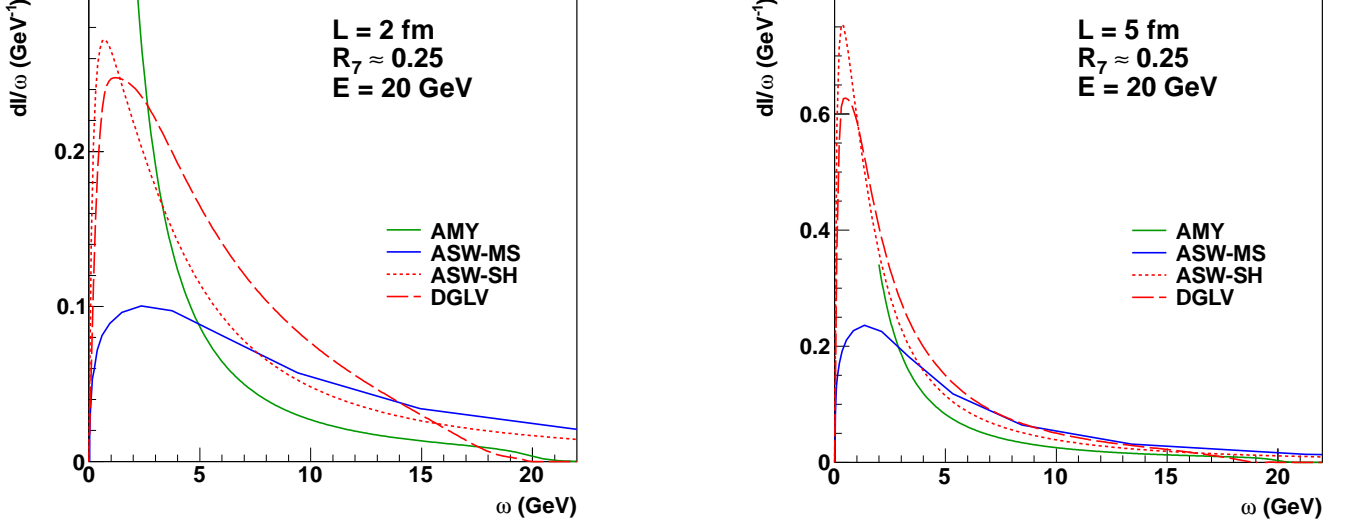 dI/ω (GeV⁻¹)
L = 2 fm
R₇ ≈ 0.25
E = 20 GeV
0.2
0.1
0
AMY
ASW-MS
ASW-SH
DGLV
0 5 10 15 20
ω (GeV)
dI/ω (GeV⁻¹)
L = 5 fm
R₇ ≈ 0.25
E = 20 GeV
0.6
0.4
0.2
0
AMY
ASW-MS
ASW-SH
DGLV
0 5 10 15 20
ω (GeV)